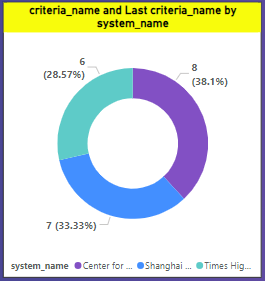 criteria_name and Last criteria_name by
system_name
6
(28.57%)
8
(38.1%)
7 (33.33%)
system_name Center for ... Shanghai ... Times Hig...